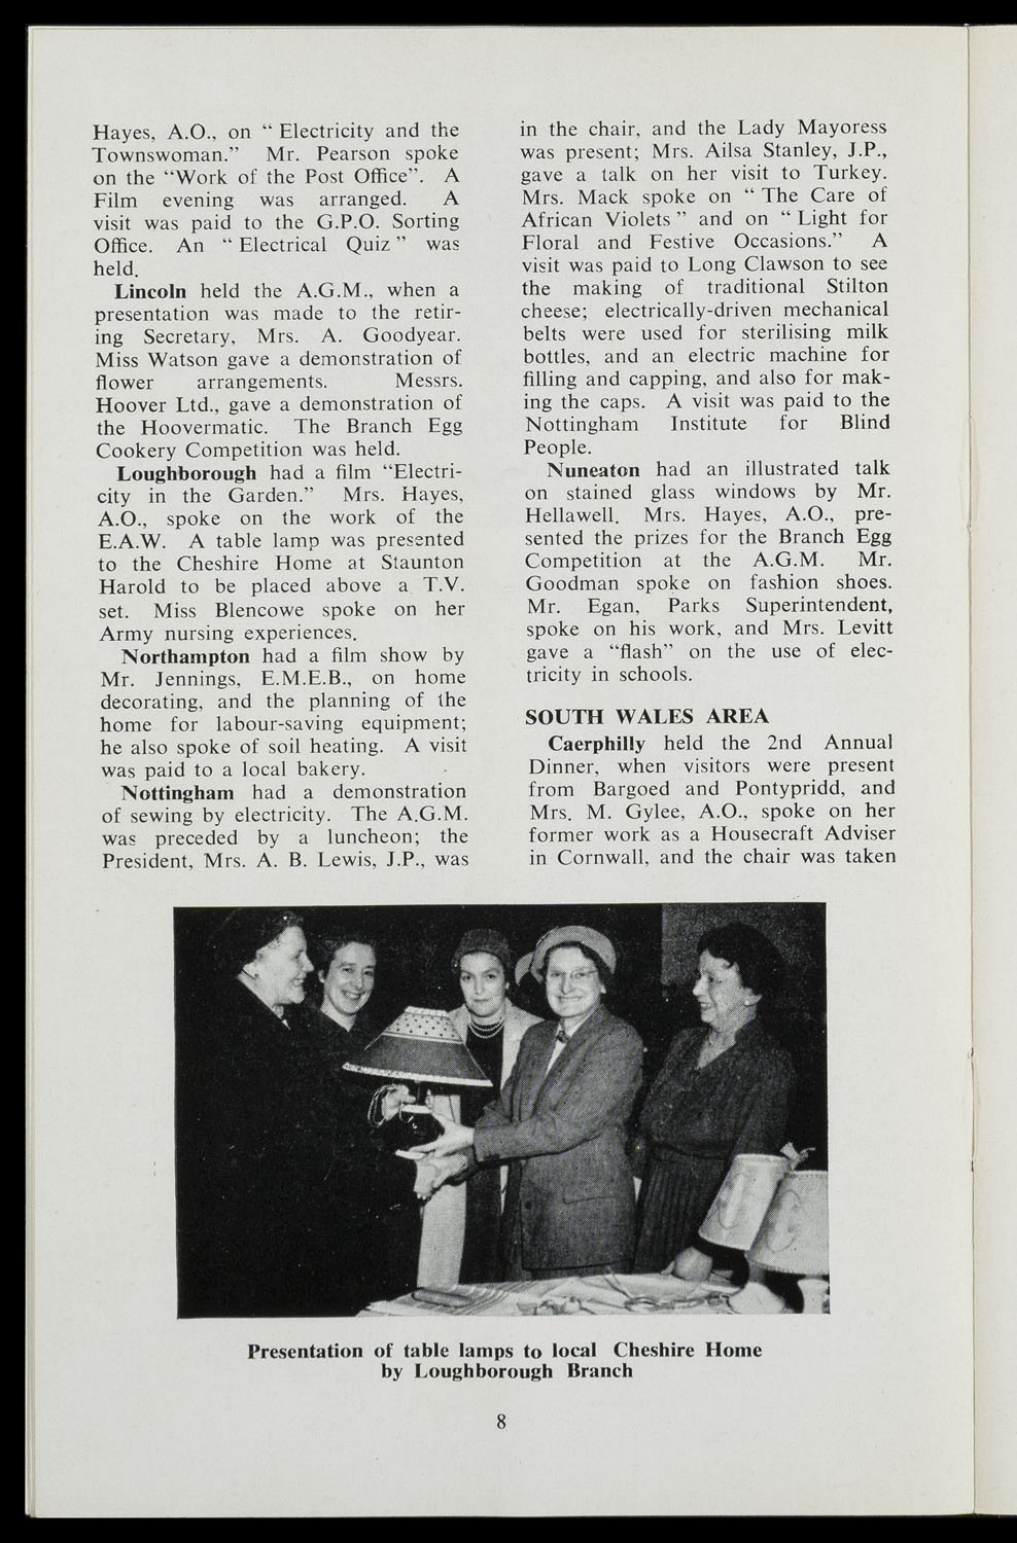 Hayes, A.O., on “ Electricity and the
Townswoman.” Mr. Pearson spoke
on the “Work of the Post Office”. A
Film evening was arranged. A
visit was paid to the G.P.O. Sorting
Office. An “ Electrical Quiz ” was
held.
Lincoln held the A.G.M., when a
presentation was made to the retir-
ing Secretary, Mrs. A. Goodyear.
Miss Watson gave a demonstration of
flower arrangements. Messrs.
Hoover Ltd., gave a demonstration of
the Hoovermatic. The Branch Egg
Cookery Competition was held.
Loughborough had a film “Electri-
city in the Garden.” Mrs. Hayes,
A.O., spoke on the work of the
E.A.W. A table lamp was presented
to the Cheshire Home at Staunton
Harold to be placed above a T.V.
set. Miss Blencowe spoke on her
Army nursing experiences.
Northampton had a film show by
Mr. Jennings, E.M.E.B., on home
decorating, and the planning of the
home for labour-saving equipment;
he also spoke of soil heating. A visit
was paid to a local bakery.
Nottingham had a demonstration
of sewing by electricity. The A.G.M.
was preceded by a luncheon; the
President, Mrs. A. B. Lewis, J.P., was
in the chair, and the Lady Mayoress
was present; Mrs. Ailsa Stanley, J.P.,
gave a talk on her visit to Turkey.
Mrs. Mack spoke on “ The Care of
African Violets ” and on “ Light for
Floral and Festive Occasions.” A
visit was paid to Long Clawson to see
the making of traditional Stilton
cheese; electrically-driven mechanical
belts were used for sterilising milk
bottles, and an electric machine for
filling and capping, and also for mak-
ing the caps. A visit was paid to the
Nottingham Institute for Blind
People.
Nuneaton had an illustrated talk
on stained glass windows by Mr.
Hellawell. Mrs. Hayes, A.O., pre-
sented the prizes for the Branch Egg
Competition at the A.G.M. Mr.
Goodman spoke on fashion shoes.
Mr. Egan, Parks Superintendent,
spoke on his work, and Mrs. Levitt
gave a “flash” on the use of elec-
tricity in schools.
SOUTH WALES AREA
Caerphilly held the 2nd Annual
Dinner, when visitors were present
from Bargoed and Pontypridd, and
Mrs. M. Gylee, A.O., spoke on her
former work as a Housecraft Adviser
in Cornwall, and the chair was taken
Presentation of table lamps to local Cheshire Home
by Loughborough Branch
8